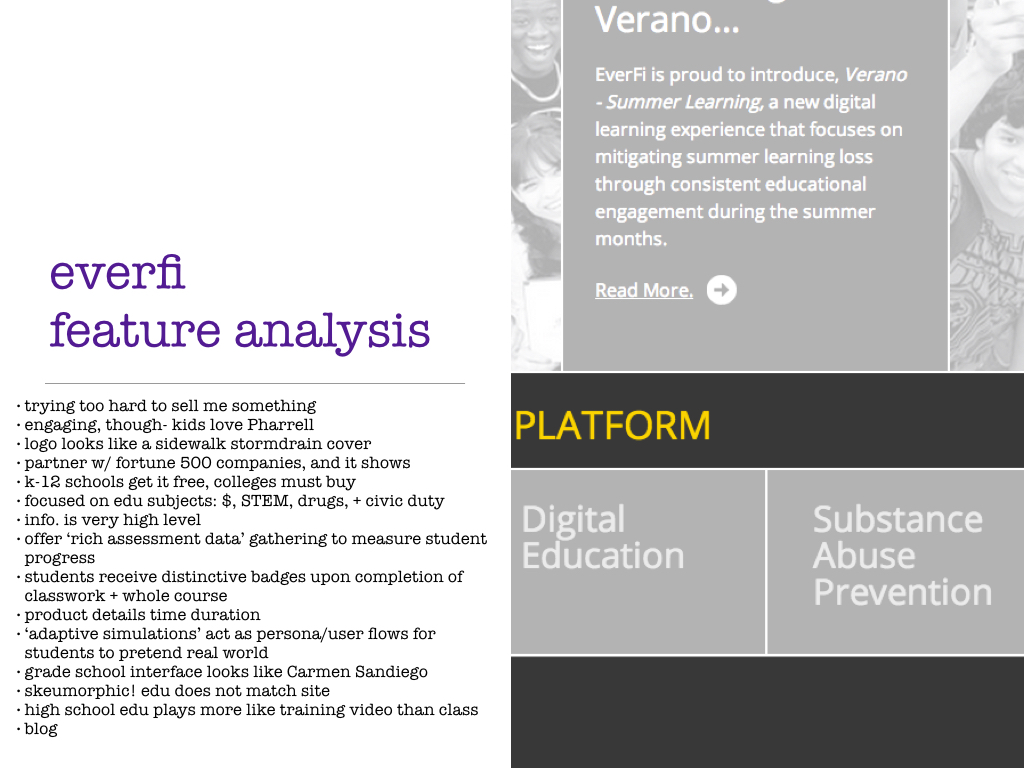 everfi
feature analysis
· trying too hard to sell me something
· engaging, though- kids love Pharrell
· logo looks like a sidewalk stormdrain cover
· partner w/ fortune 500 companies, and it shows
· k-12 schools get it free, colleges must buy
· focused on edu subjects: $, STEM, drugs, + civic duty
· info. is very high level
· offer ‘rich assessment data’ gathering to measure student
progress
· students receive distinctive badges upon completion of
classwork + whole course
· product details time duration
· ‘adaptive simulations’ act as persona/user flows for
students to pretend real world
· grade school interface looks like Carmen Sandiego
· skeumorphic! edu does not match site
· high school edu plays more like training video than class
· blog
Verano...
EverFi is proud to introduce, Verano
- Summer Learning, a new digital
learning experience that focuses on
mitigating summer learning loss
through consistent educational
engagement during the summer
months.
Read More.
PLATFORM
Digital
Education
Substance
Abuse
Prevention